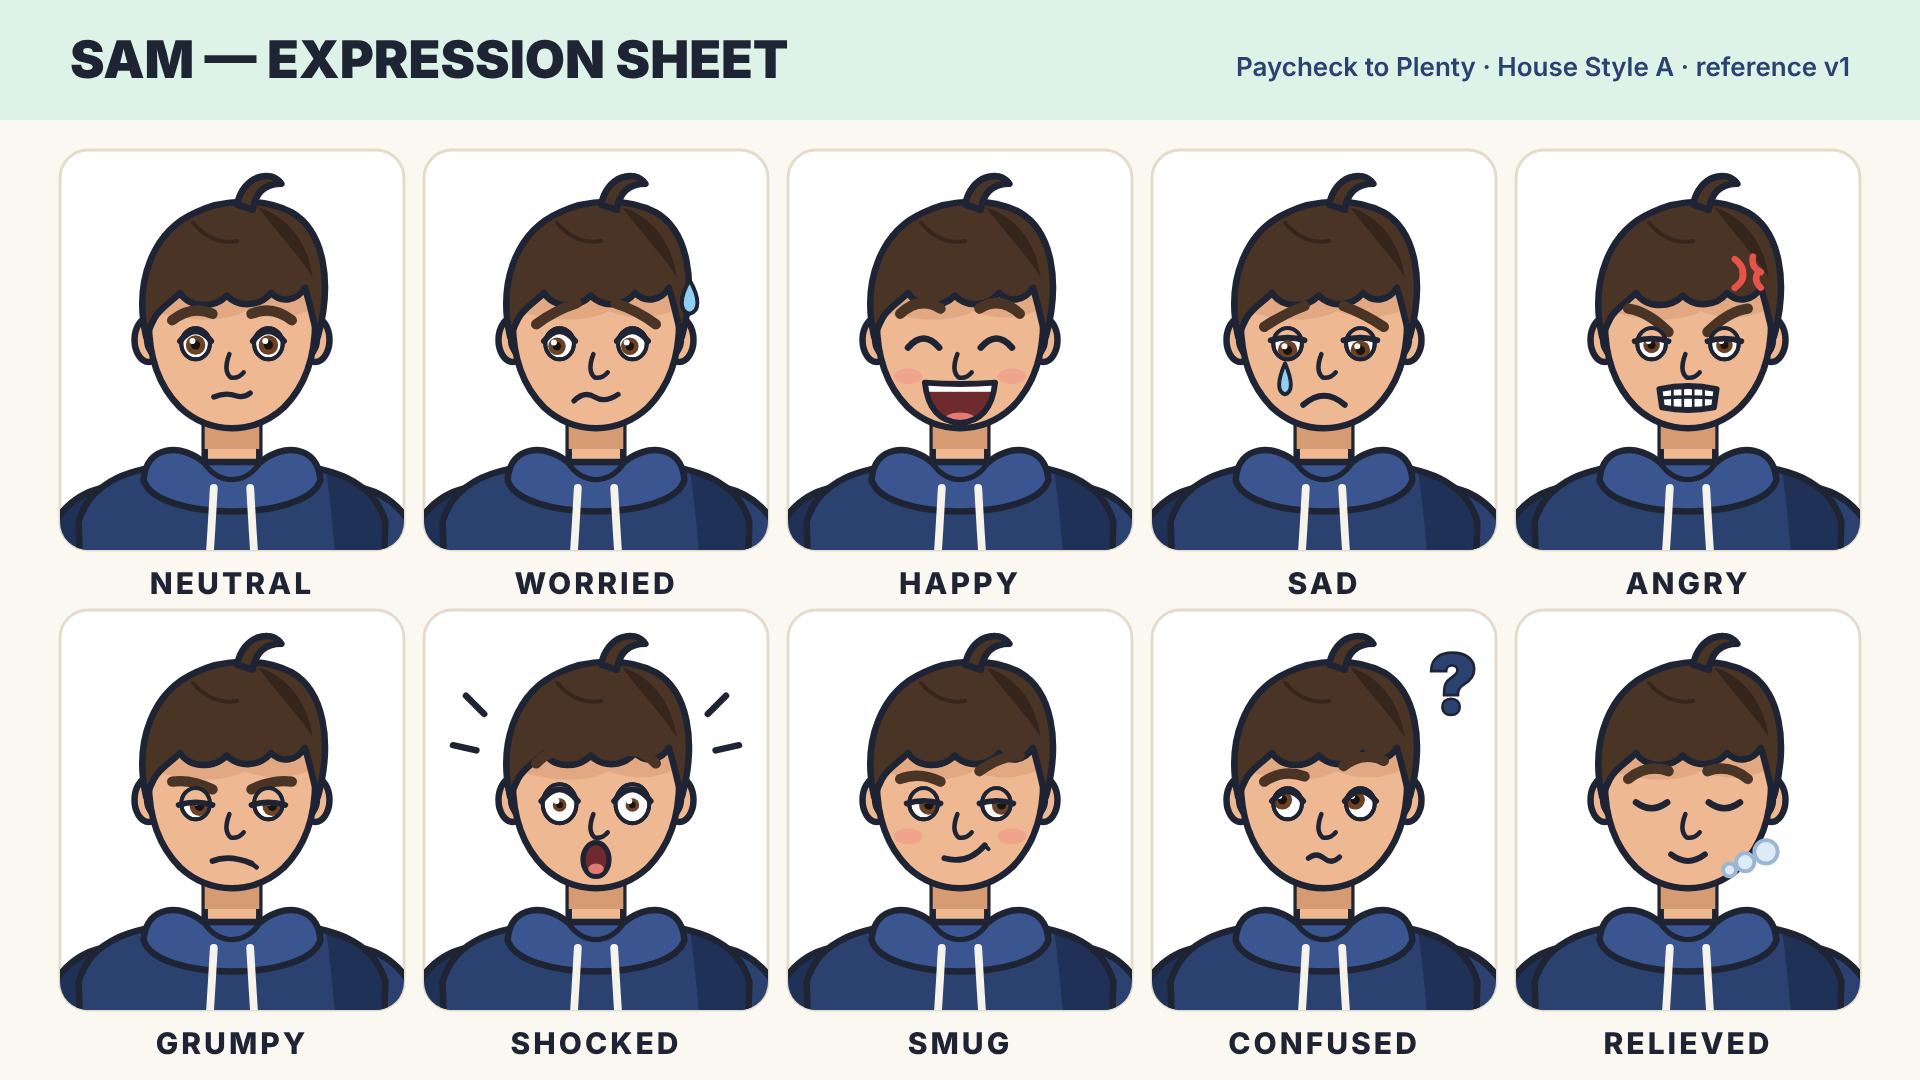 SAM — EXPRESSION SHEET
Paycheck to Plenty · House Style A · reference v1
NEUTRAL
WORRIED
HAPPY
SAD
ANGRY
?
GRUMPY
SHOCKED
SMUG
CONFUSED
RELIEVED